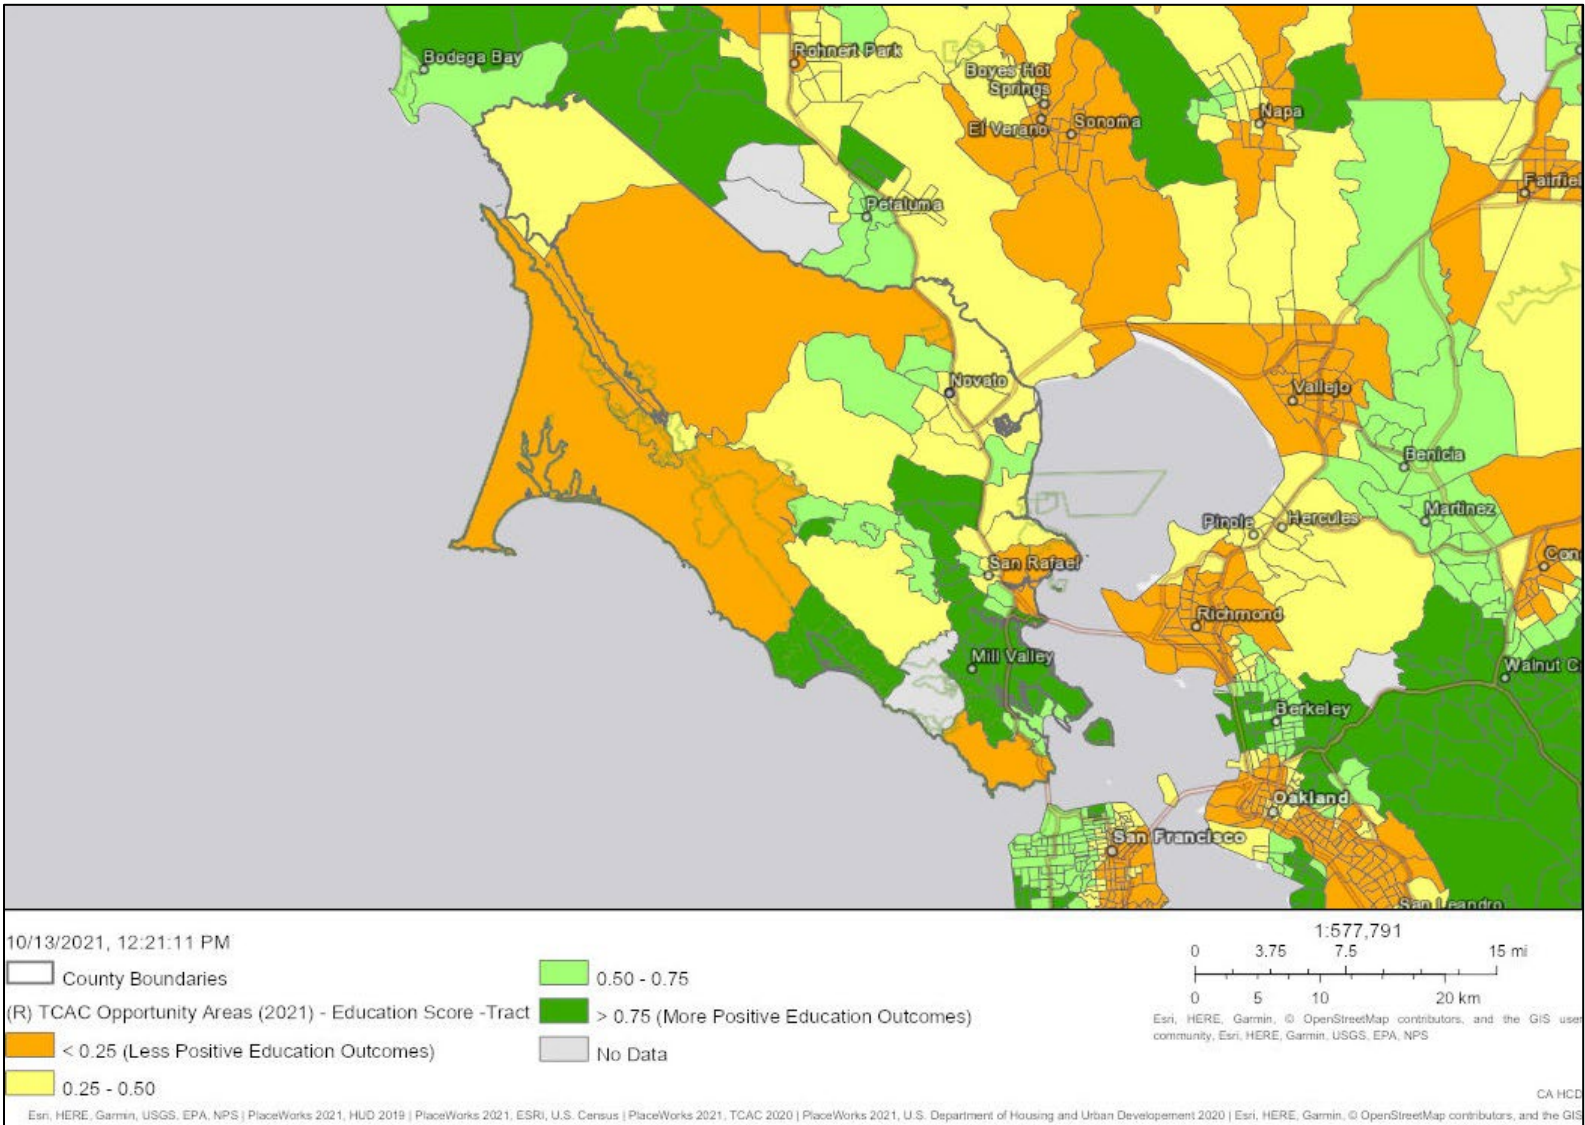 Bodega Bay
Rohnert Park
Boyes Hot
Springs
El Verano
Sonoma
Napa
Fairfiel
Petaluma
Novato
Vallejo
Benicia
Martinez
Pinole
Hercules
Con
San Rafael
Richmond
Mill Valley
Walnut C
Berkeley
Oakland
San Francisco
San Leandro
10/13/2021, 12:21:11 PM
County Boundaries
(R) TCAC Opportunity Areas (2021) - Education Score -Tract
< 0.25 (Less Positive Education Outcomes)
0.25 - 0.50
0.50 - 0.75
> 0.75 (More Positive Education Outcomes)
No Data
1:577,791
0 3.75 7.5 15 mi
0 5 10 20 km
Esri, HERE, Garmin, © OpenStreetMap contributors, and the GIS user
community, Esri, HERE, Garmin, USGS, EPA, NPS
CA HCD
Esri, HERE, Garmin, USGS, EPA, NPS | PlaceWorks 2021, HUD 2019 | PlaceWorks 2021, ESRI, U.S. Census | PlaceWorks 2021, TCAC 2020 | PlaceWorks 2021, U.S. Department of Housing and Urban Developement 2020 | Esri, HERE, Garmin, © OpenStreetMap contributors, and the GIS